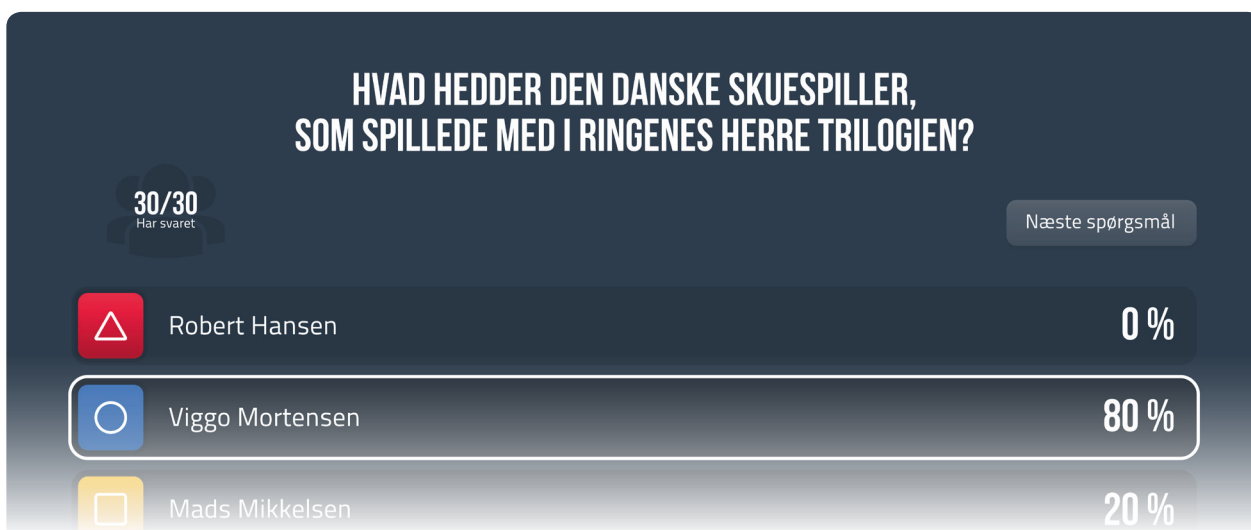 HVAD HEDDER DEN DANSKE SKUESPILLER,
SOM SPILLEDE MED I RINGENES HERRE TRILOGIEN?
30/30
Har svaret
Næste spørgsmål
Robert Hansen 0 %
Viggo Mortensen 80 %
Mads Mikkelsen 20 %